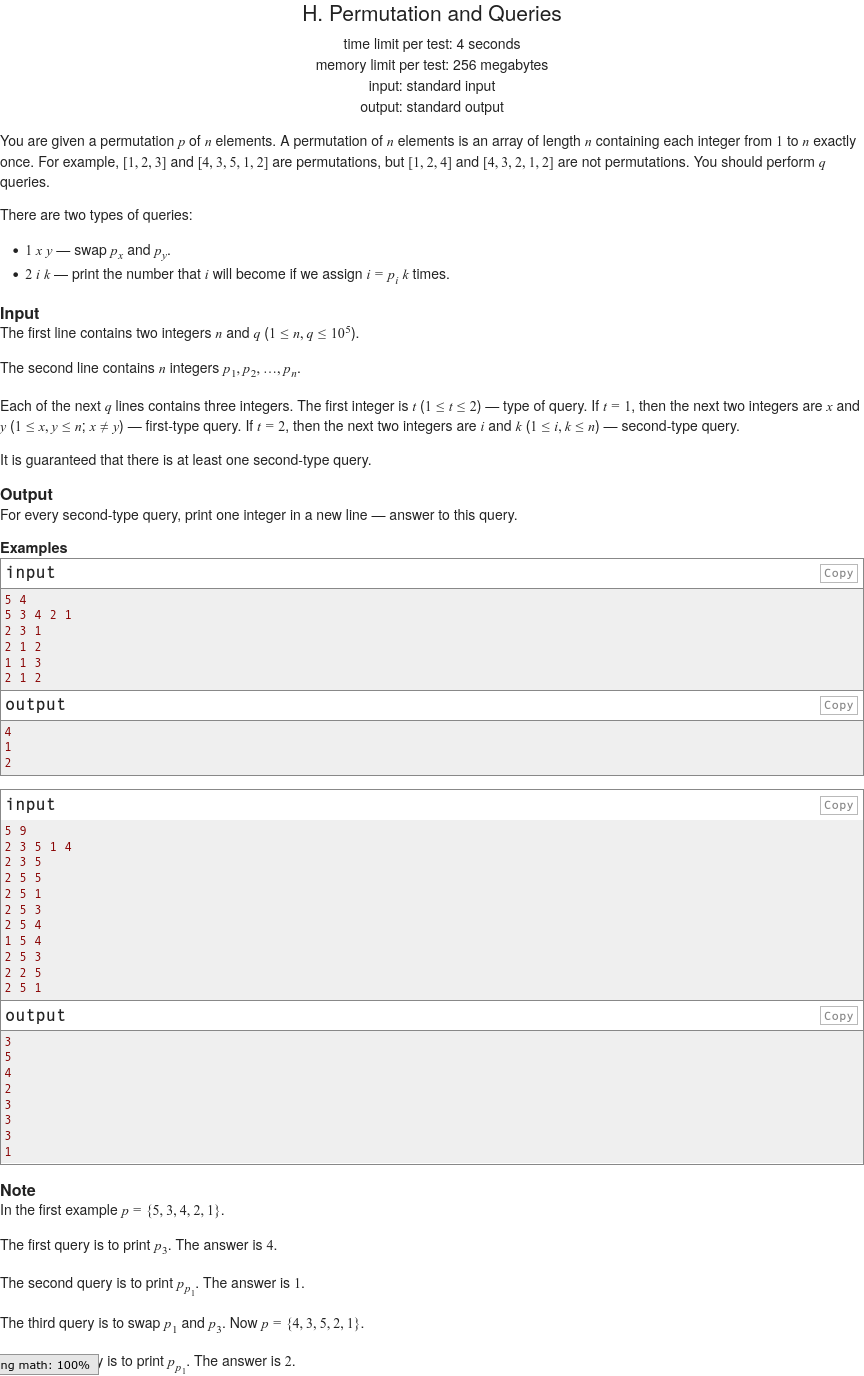 H. Permutation and Queries
time limit per test: 4 seconds
memory limit per test: 256 megabytes
input: standard input
output: standard output
You are given a permutation p of n elements. A permutation of n elements is an array of length n containing each integer from 1 to n exactly
once. For example, [1, 2, 3] and [4, 3, 5, 1, 2] are permutations, but [1, 2, 4] and [4, 3, 2, 1, 2] are not permutations. You should perform q
queries.
There are two types of queries:
• 1 x y — swap p_x and p_y.
• 2 i k — print the number that i will become if we assign i = p_i k times.
Input
The first line contains two integers n and q (1 ≤ n, q ≤ 10^5).
The second line contains n integers p_1, p_2, …, p_n.
Each of the next q lines contains three integers. The first integer is t (1 ≤ t ≤ 2) — type of query. If t = 1, then the next two integers are x and
y (1 ≤ x, y ≤ n; x ≠ y) — first-type query. If t = 2, then the next two integers are i and k (1 ≤ i, k ≤ n) — second-type query.
It is guaranteed that there is at least one second-type query.
Output
For every second-type query, print one integer in a new line — answer to this query.
Examples
input Copy
5 4
5 3 4 2 1
2 3 1
2 1 2
1 1 3
2 1 2
output Copy
4
1
2
input Copy
5 9
2 3 5 1 4
2 3 5
2 5 5
2 5 1
2 5 3
2 5 4
1 5 4
2 5 3
2 2 5
2 5 1
output Copy
3
5
4
2
3
3
3
1
Note
In the first example p = {5, 3, 4, 2, 1}.
The first query is to print p_3. The answer is 4.
The second query is to print p_{p_1}. The answer is 1.
The third query is to swap p_1 and p_3. Now p = {4, 3, 5, 2, 1}.
ng math: 100% is to print p_{p_1}. The answer is 2.